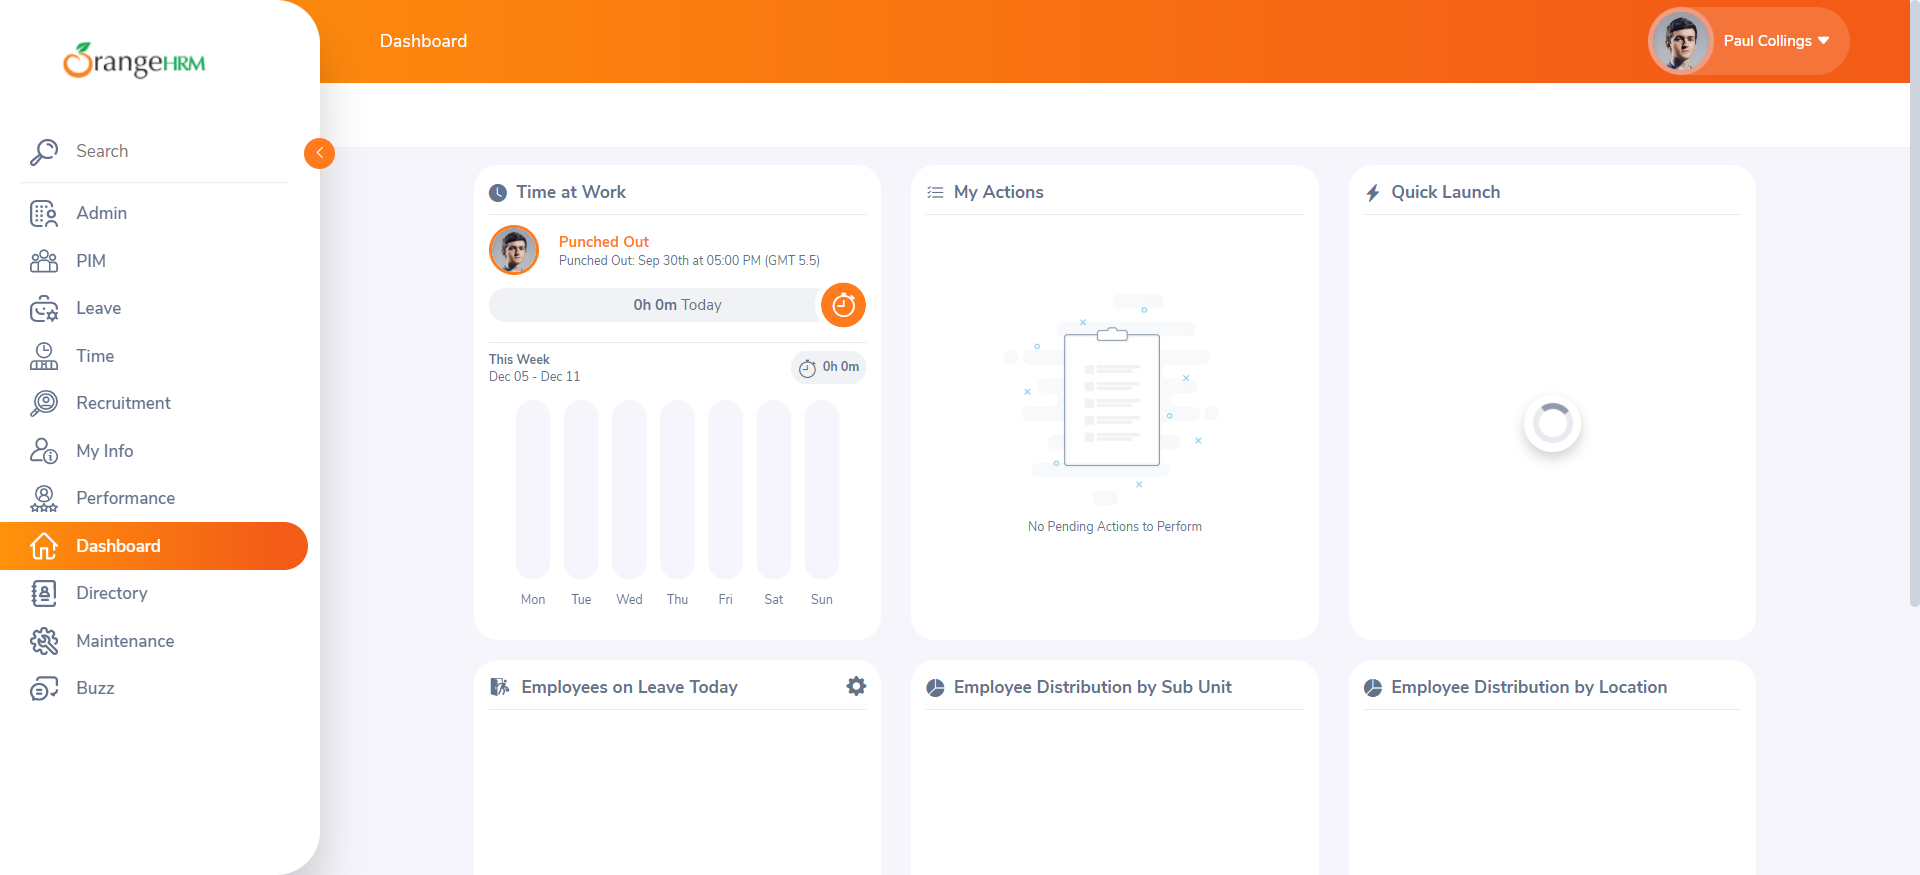 OrangeHRM
Dashboard
Paul Collings
Search
Admin
PIM
Leave
Time
Recruitment
My Info
Performance
Dashboard
Directory
Maintenance
Buzz
Time at Work
Punched Out
Punched Out: Sep 30th at 05:00 PM (GMT 5.5)
0h 0m Today
This Week
Dec 05 - Dec 11
0h 0m
Mon Tue Wed Thu Fri Sat Sun
My Actions
No Pending Actions to Perform
Quick Launch
Employees on Leave Today
Employee Distribution by Sub Unit
Employee Distribution by Location